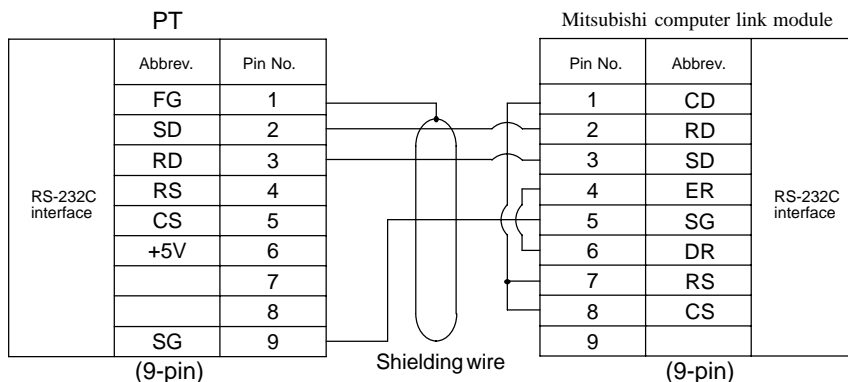 PT
Mitsubishi computer link module
Abbrev. Pin No.
Pin No. Abbrev.
FG 1
1 CD
SD 2
2 RD
RD 3
3 SD
RS 4
4 ER
CS 5
5 SG
+5V 6
6 DR
7
7 RS
8
8 CS
SG 9
9
RS-232C
interface
RS-232C
interface
(9-pin)
Shielding wire
(9-pin)